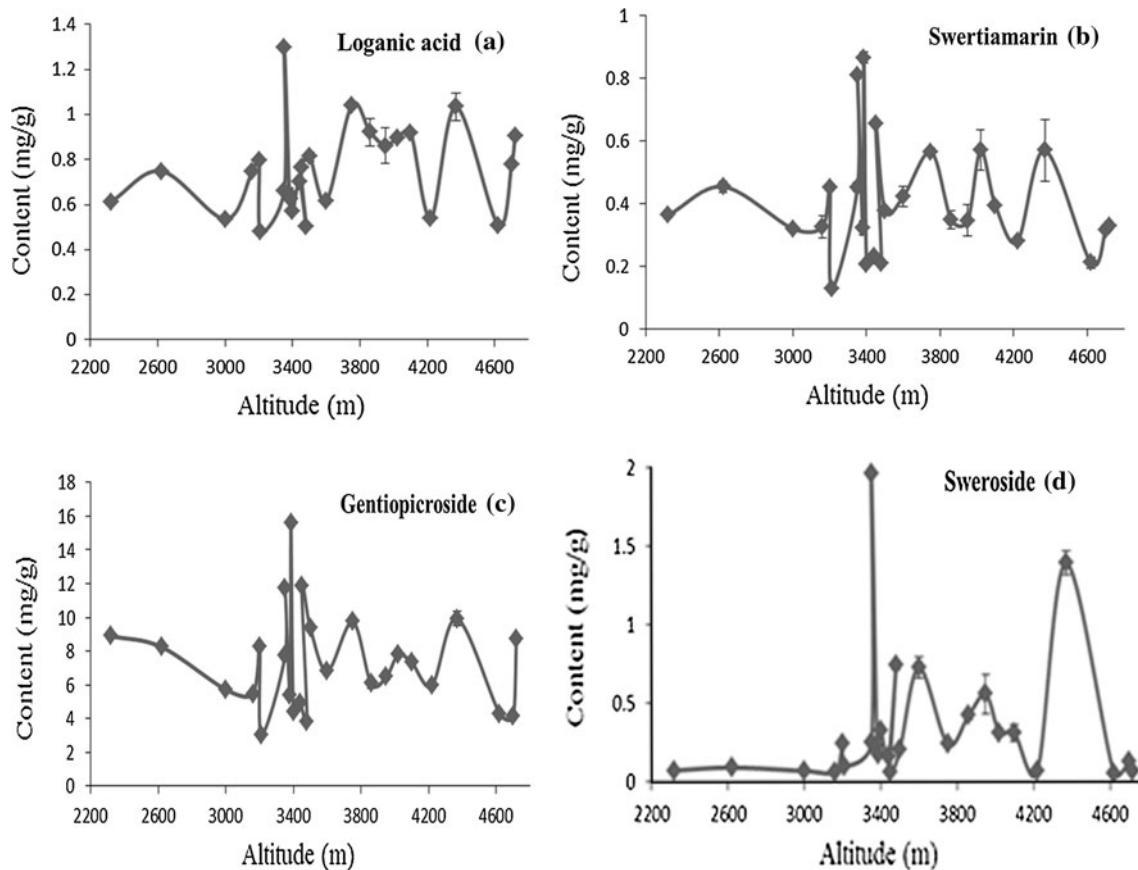 Loganic acid (a)
Content (mg/g)
1.4
1.2
1
0.8
0.6
0.4
0.2
0
2200 2600 3000 3400 3800 4200 4600
Altitude (m)
Swertiamarin (b)
Content (mg/g)
1
0.8
0.6
0.4
0.2
0
2200 2600 3000 3400 3800 4200 4600
Altitude (m)
Gentiopicroside (c)
Content (mg/g)
18
16
14
12
10
8
6
4
2
0
2200 2600 3000 3400 3800 4200 4600
Altitude (m)
Sweroside (d)
Content (mg/g)
2
1.5
1
0.5
0
2200 2600 3000 3400 3800 4200 4600
Altitude (m)